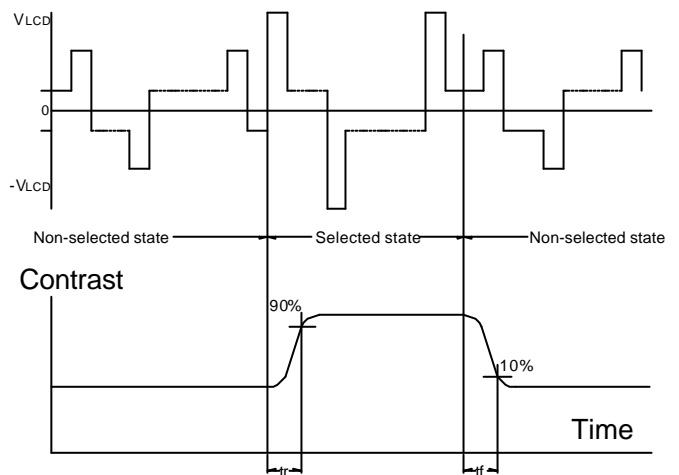 VLCD
0
-VLCD
Non-selected state
Selected state
Non-selected state
Contrast
90%
10%
Time
tr
tf